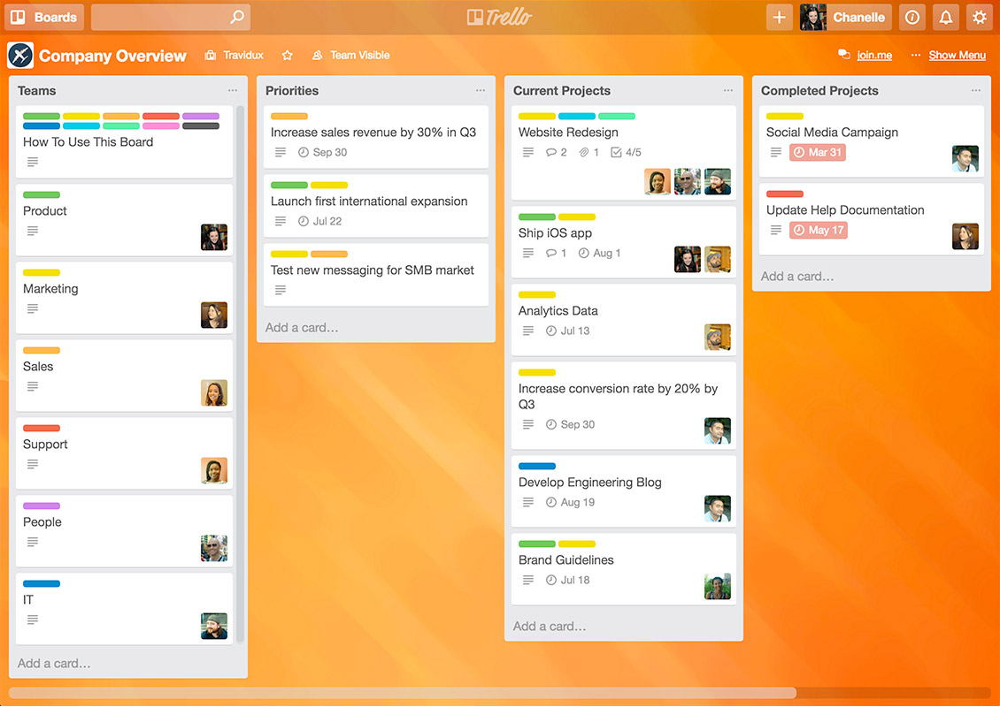 Boards
Trello
Chanelle
Company Overview
Travidux
Team Visible
join.me
Show Menu
Teams
How To Use This Board
Product
Marketing
Sales
Support
People
IT
Add a card…
Priorities
Increase sales revenue by 30% in Q3
Sep 30
Launch first international expansion
Jul 22
Test new messaging for SMB market
Add a card…
Current Projects
Website Redesign
2 1 4/5
Ship iOS app
1 Aug 1
Analytics Data
Jul 13
Increase conversion rate by 20% by
Q3
Sep 30
Develop Engineering Blog
Aug 19
Brand Guidelines
Jul 18
Add a card…
Completed Projects
Social Media Campaign
Mar 31
Update Help Documentation
May 17
Add a card…